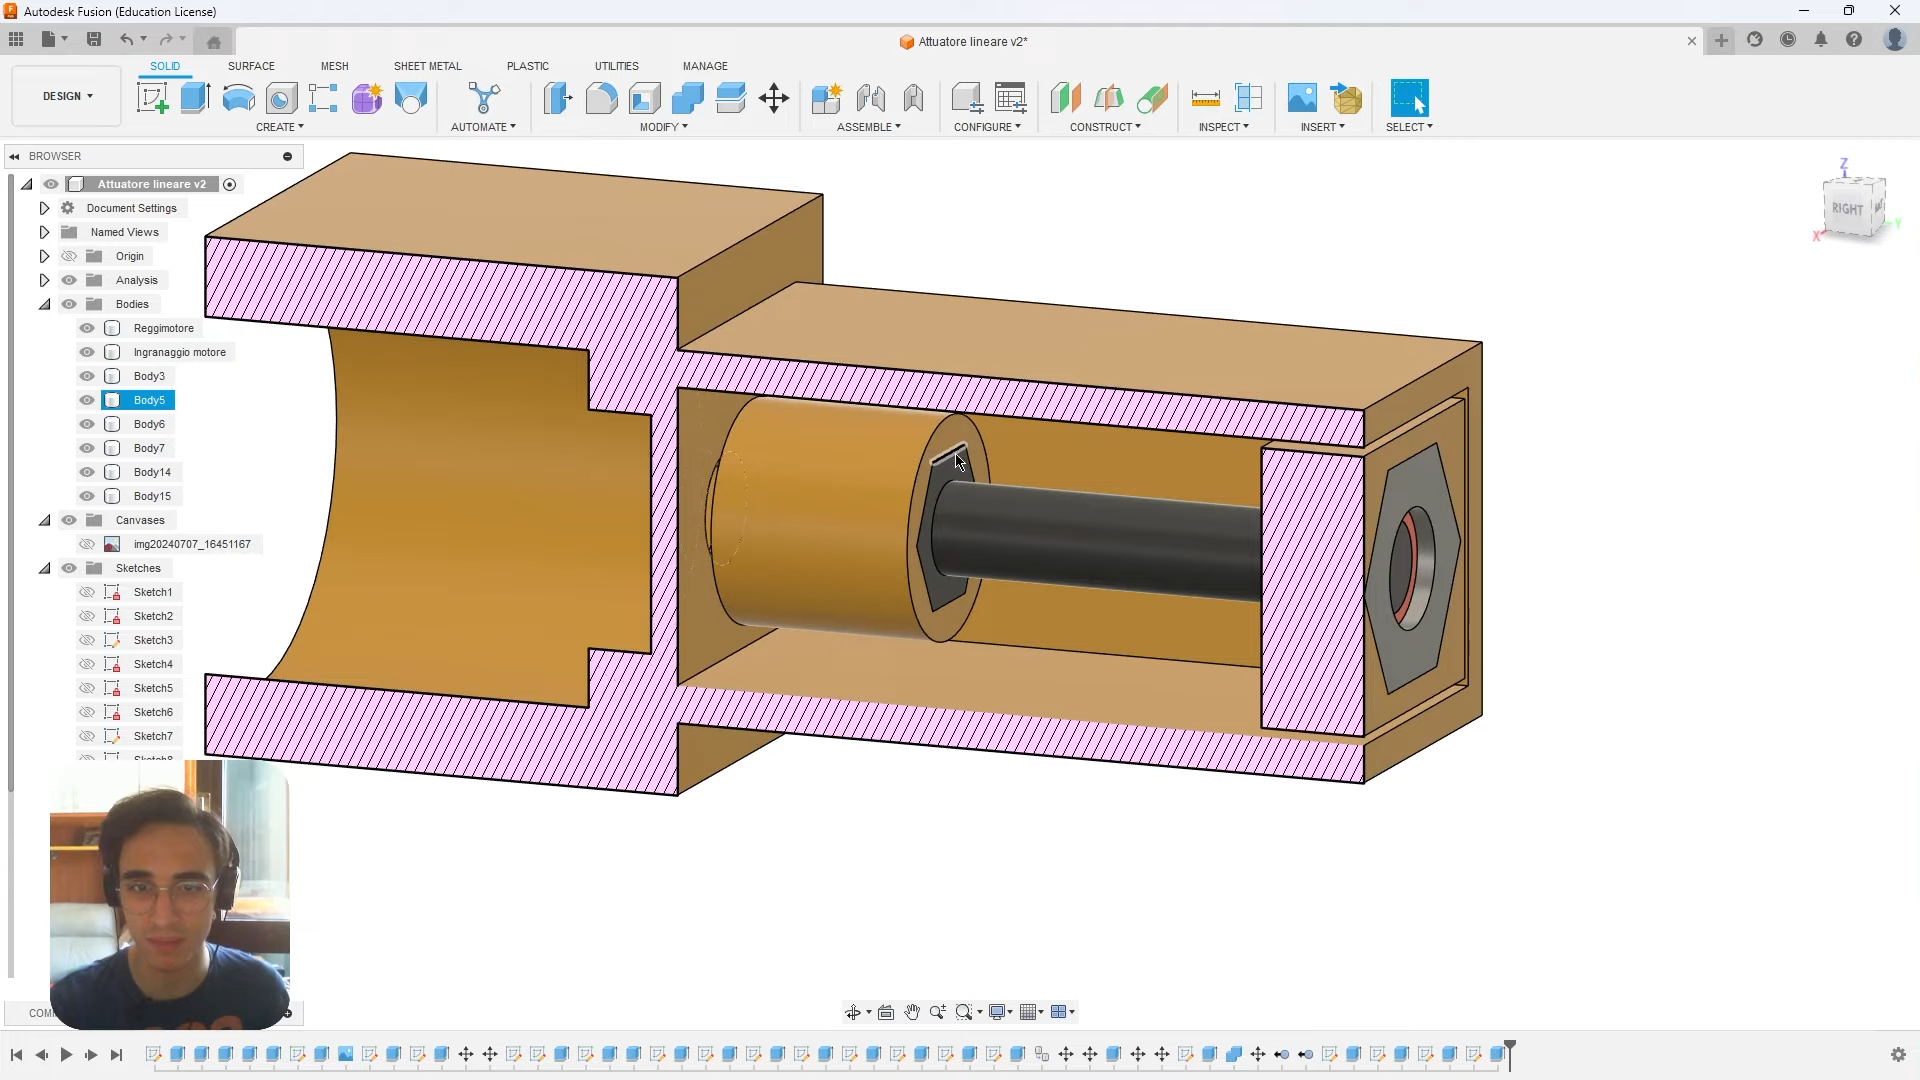 Autodesk Fusion (Education License)
Attuatore lineare v2*
SOLID SURFACE MESH SHEET METAL PLASTIC UTILITIES MANAGE
DESIGN
CREATE AUTOMATE MODIFY ASSEMBLE CONFIGURE CONSTRUCT INSPECT INSERT SELECT
BROWSER
Attuatore lineare v2
Document Settings
Named Views
Origin
Analysis
Bodies
Reggimotore
Ingranaggio motore
Body3
Body5
Body6
Body7
Body14
Body15
Canvases
img20240707_16451167
Sketches
Sketch1
Sketch2
Sketch3
Sketch4
Sketch5
Sketch6
Sketch7
Z
RIGHT
X
Y